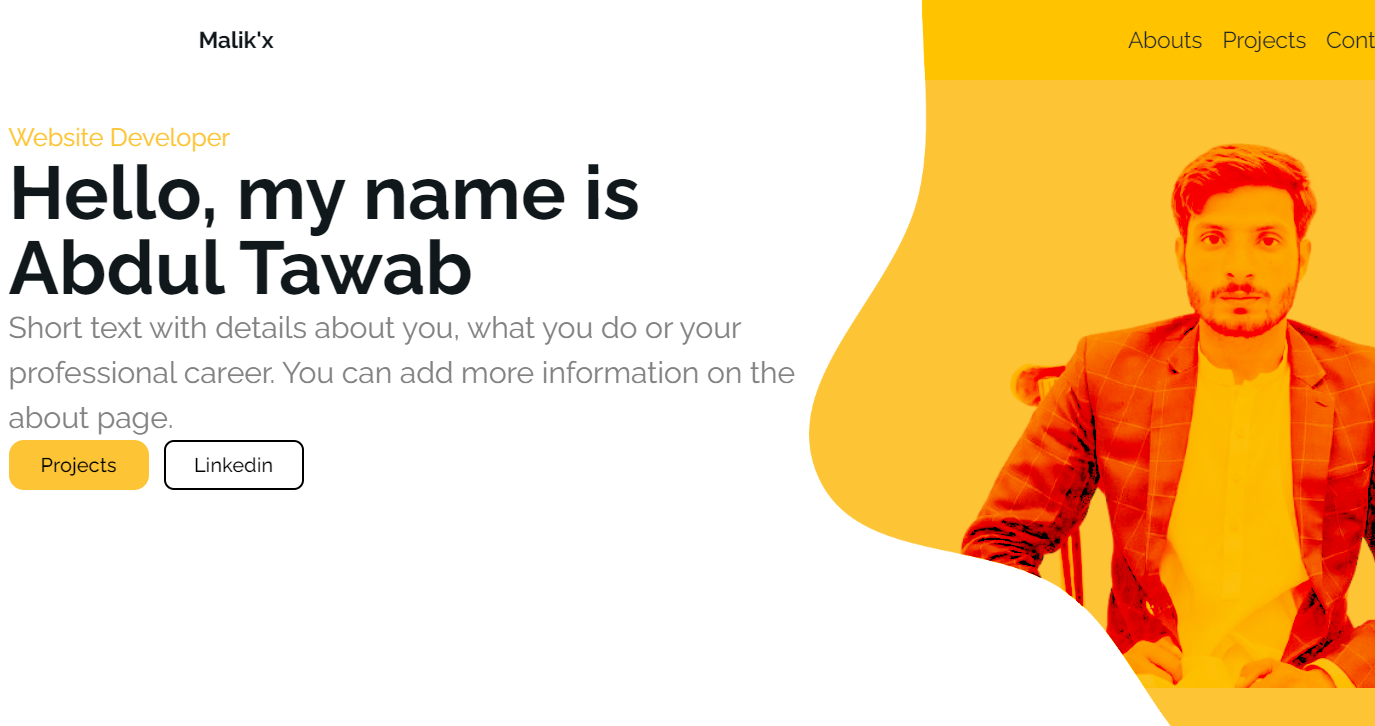 Malik'x
Abouts Projects Cont
Website Developer
Hello, my name is
Abdul Tawab
Short text with details about you, what you do or your
professional career. You can add more information on the
about page.
Projects Linkedin